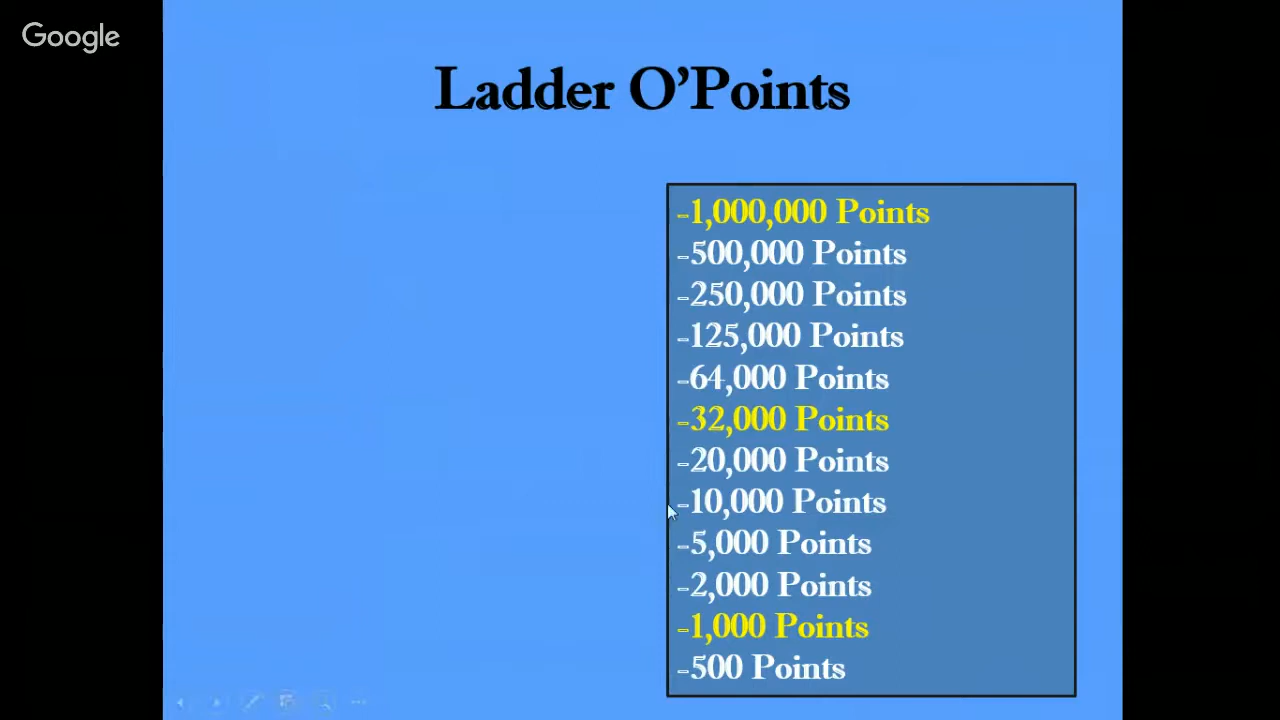 Google
Ladder O'Points
-1,000,000 Points
-500,000 Points
-250,000 Points
-125,000 Points
-64,000 Points
-32,000 Points
-20,000 Points
-10,000 Points
-5,000 Points
-2,000 Points
-1,000 Points
-500 Points